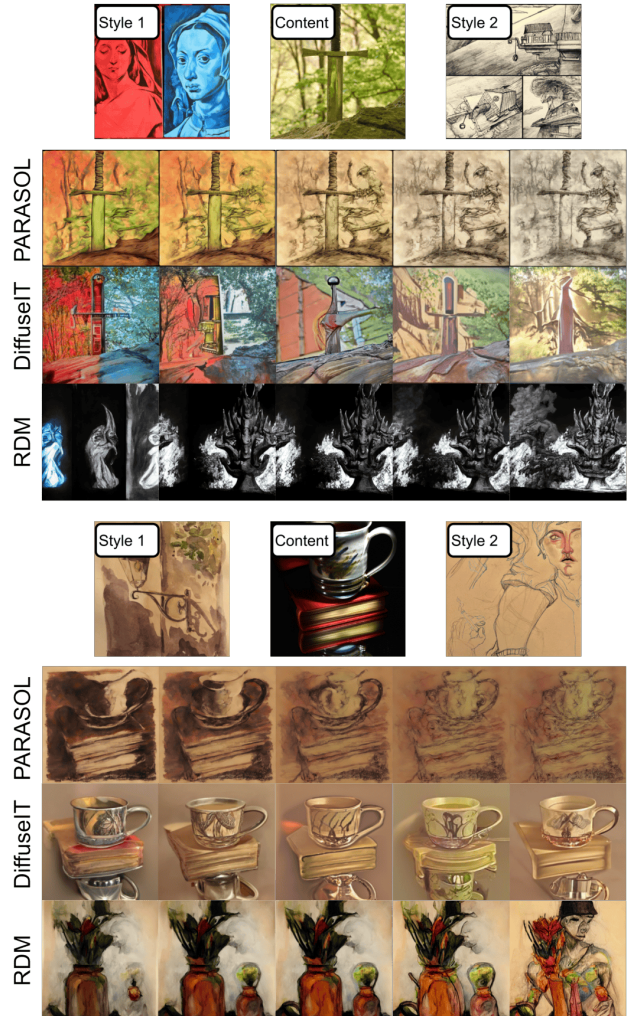 Style 1
Content
Style 2
PARASOL
DiffuseIT
RDM
Style 1
Content
Style 2
PARASOL
DiffuseIT
RDM